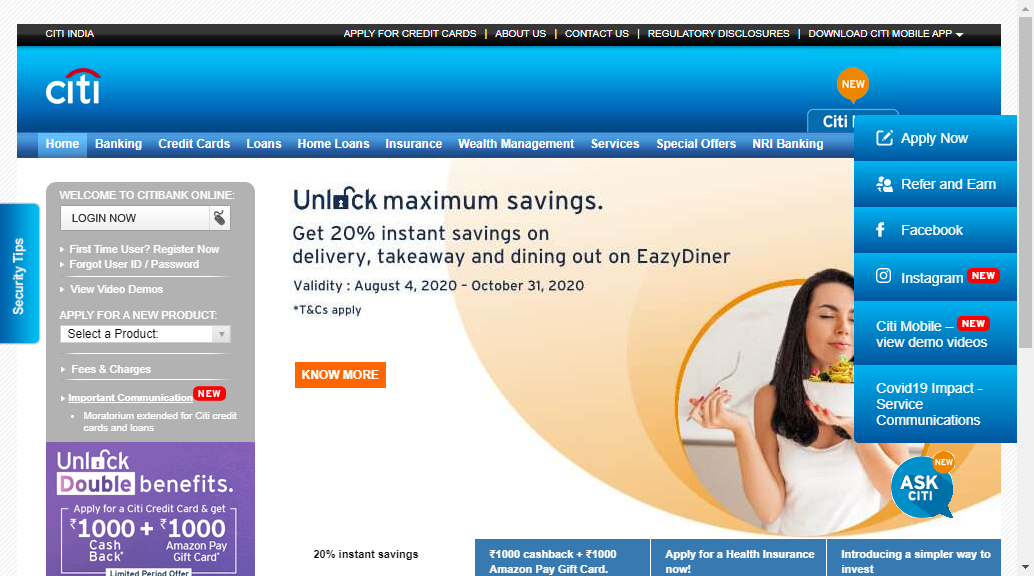 CITI INDIA
APPLY FOR CREDIT CARDS | ABOUT US | CONTACT US | REGULATORY DISCLOSURES | DOWNLOAD CITI MOBILE APP
citi
NEW
Citi
Home Banking Credit Cards Loans Home Loans Insurance Wealth Management Services Special Offers NRI Banking
WELCOME TO CITIBANK ONLINE:
LOGIN NOW
First Time User? Register Now
Forgot User ID / Password
View Video Demos
APPLY FOR A NEW PRODUCT:
Select a Product:
Fees & Charges
Important Communication NEW
Moratorium extended for Citi credit
cards and loans
Security Tips
Unlock
Double benefits.
Apply for a Citi Credit Card & get
₹1000 + ₹1000
Cash Amazon Pay
Back* Gift Card*
Limited Period Offer
Unlock maximum savings.
Get 20% instant savings on
delivery, takeaway and dining out on EazyDiner
Validity : August 4, 2020 – October 31, 2020
*T&Cs apply
KNOW MORE
Apply Now
Refer and Earn
Facebook
Instagram NEW
Citi Mobile – NEW
view demo videos
Covid19 Impact -
Service
Communications
NEW
ASK
CITI
20% instant savings
₹1000 cashback + ₹1000
Amazon Pay Gift Card.
Apply for a Health Insurance
now!
Introducing a simpler way to
invest